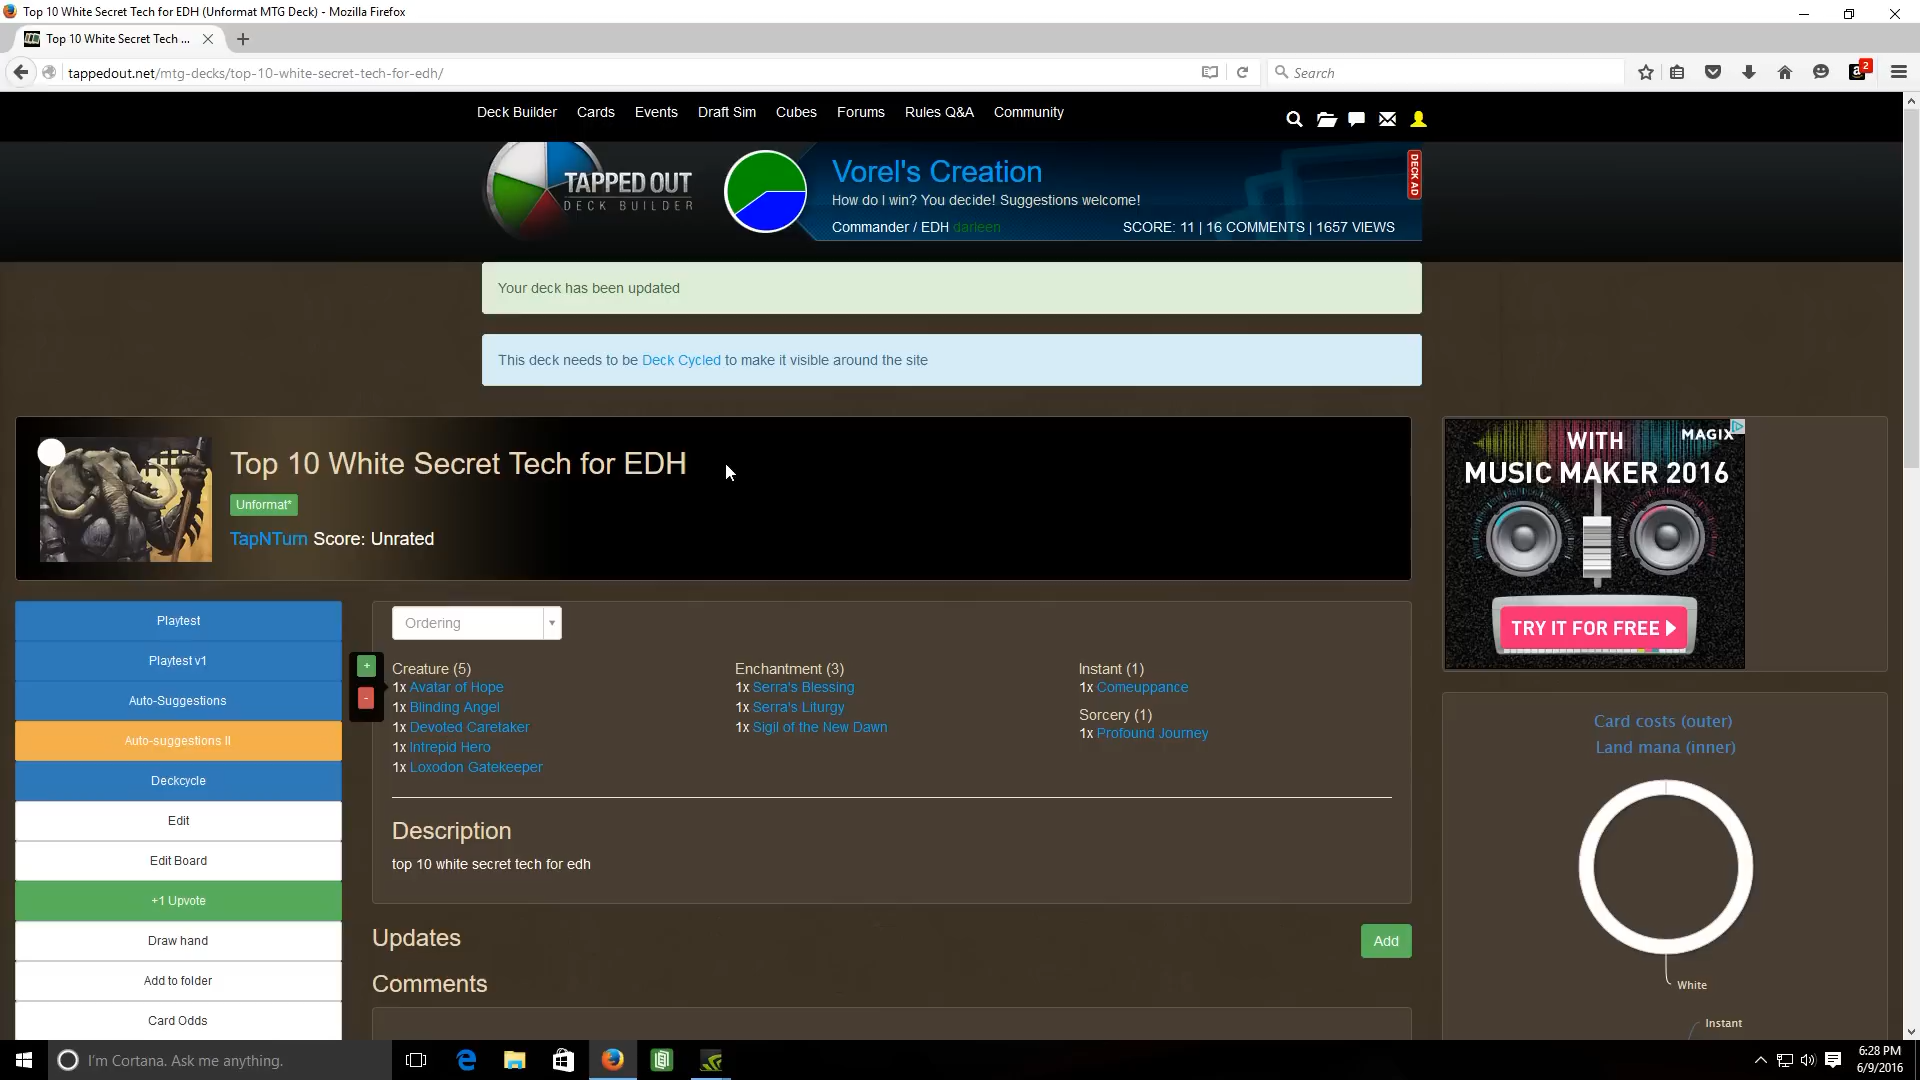 Top 10 White Secret Tech for EDH (Unformat MTG Deck) - Mozilla Firefox
Top 10 White Secret Tech ...
tappedout.net/mtg-decks/top-10-white-secret-tech-for-edh/
Search
2
Deck Builder Cards Events Draft Sim Cubes Forums Rules Q&A Community
TAPPED OUT
DECK BUILDER
Vorel's Creation
How do I win? You decide! Suggestions welcome!
Commander / EDH darleen
SCORE: 11 | 16 COMMENTS | 1657 VIEWS
DECK AD
Your deck has been updated
This deck needs to be Deck Cycled to make it visible around the site
Top 10 White Secret Tech for EDH
Unformat*
TapNTurn Score: Unrated
WITH
MAGIX
MUSIC MAKER 2016
TRY IT FOR FREE
Playtest
Playtest v1
Auto-Suggestions
Auto-suggestions II
Deckcycle
Edit
Edit Board
+1 Upvote
Draw hand
Add to folder
Card Odds
+
-
Ordering
Creature (5)
1x Avatar of Hope
1x Blinding Angel
1x Devoted Caretaker
1x Intrepid Hero
1x Loxodon Gatekeeper
Enchantment (3)
1x Serra's Blessing
1x Serra's Liturgy
1x Sigil of the New Dawn
Instant (1)
1x Comeuppance
Sorcery (1)
1x Profound Journey
Description
top 10 white secret tech for edh
Updates
Add
Comments
Card costs (outer)
Land mana (inner)
White
Instant
I'm Cortana. Ask me anything.
6:28 PM
6/9/2016